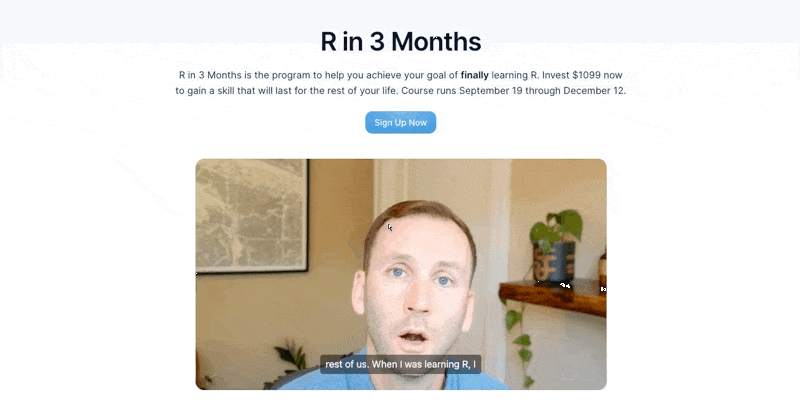 R in 3 Months
R in 3 Months is the program to help you achieve your goal of finally learning R. Invest $1099 now
to gain a skill that will last for the rest of your life. Course runs September 19 through December 12.
Sign Up Now
rest of us. When I was learning R, I